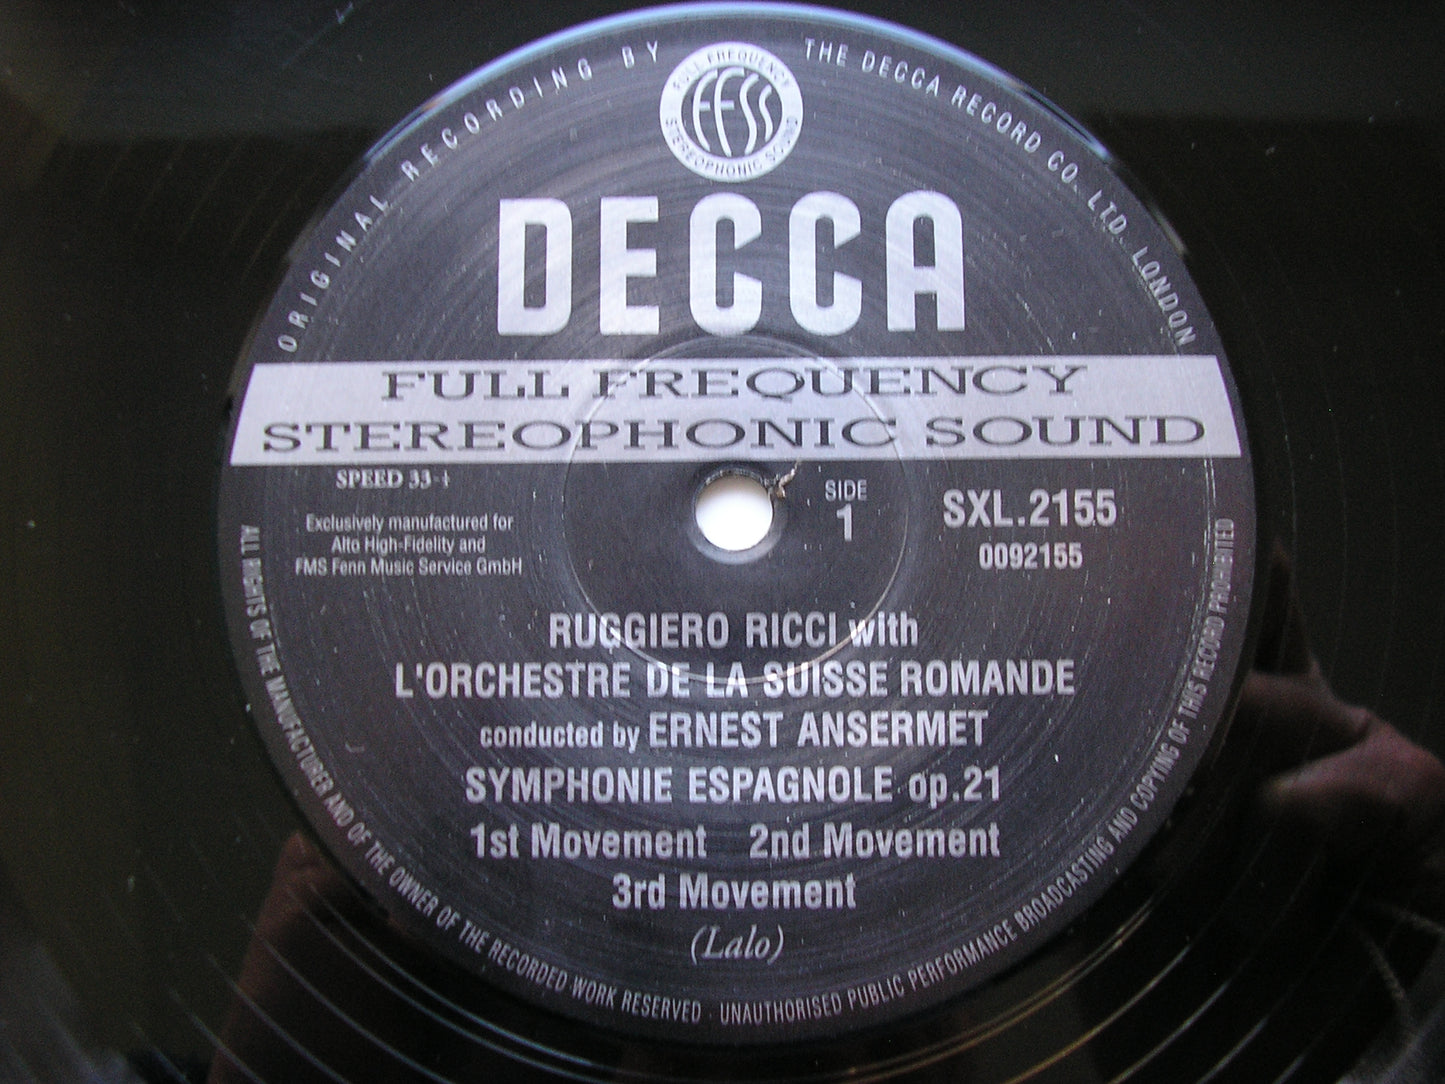 ORIGINAL RECORDING BY THE DECCA RECORD CO. LTD. LONDON
FULL FREQUENCY
FFSS
STEREOPHONIC SOUND
DECCA
FULL FREQUENCY
STEREOPHONIC SOUND
SPEED 33
SIDE
1
SXL.2155
0092155
Exclusively manufactured for
Alto High-Fidelity and
FMS Fenn Music Service GmbH
RUGGIERO RICCI with
L'ORCHESTRE DE LA SUISSE ROMANDE
conducted by ERNEST ANSERMET
SYMPHONIE ESPAGNOLE op.21
1st Movement 2nd Movement
3rd Movement
(Lalo)
ALL RIGHTS OF THE MANUFACTURER AND OF THE OWNER OF THE RECORDED WORK RESERVED · UNAUTHORISED PUBLIC PERFORMANCE BROADCASTING AND COPYING OF THIS RECORD PROHIBITED